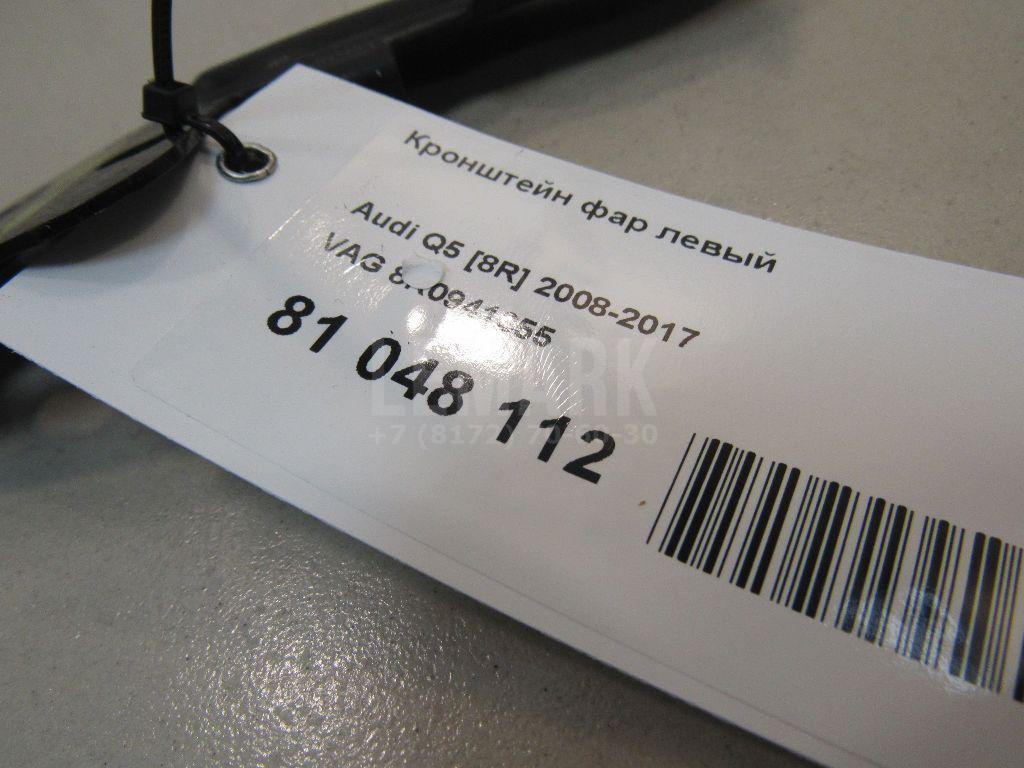 Кронштейн фар левый
Audi Q5 [8R] 2008-2017
VAG
81 048 112